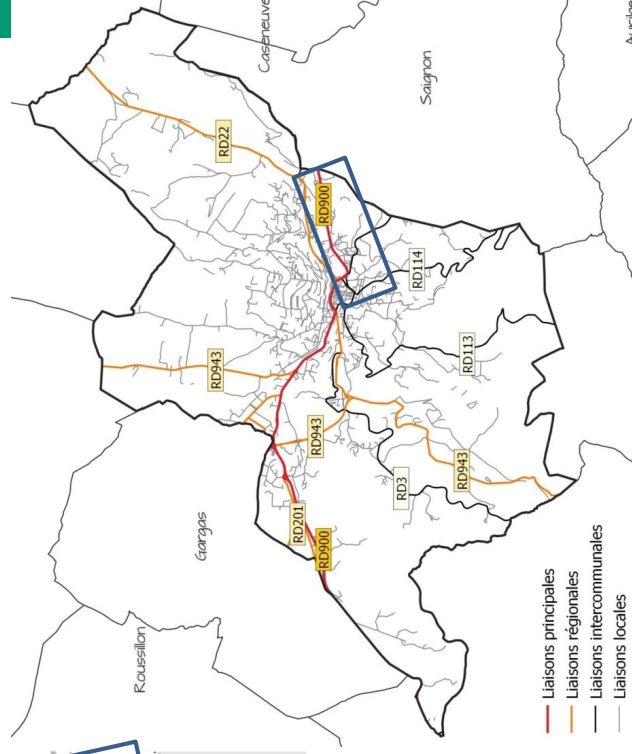 Caseneuve
Saignon
RD22
RD900
RD114
RD943
RD113
RD943
Gargas
RD3
RD943
RD201
RD900
Roussillon
Liaisons principales
Liaisons régionales
Liaisons intercommunales
Liaisons locales